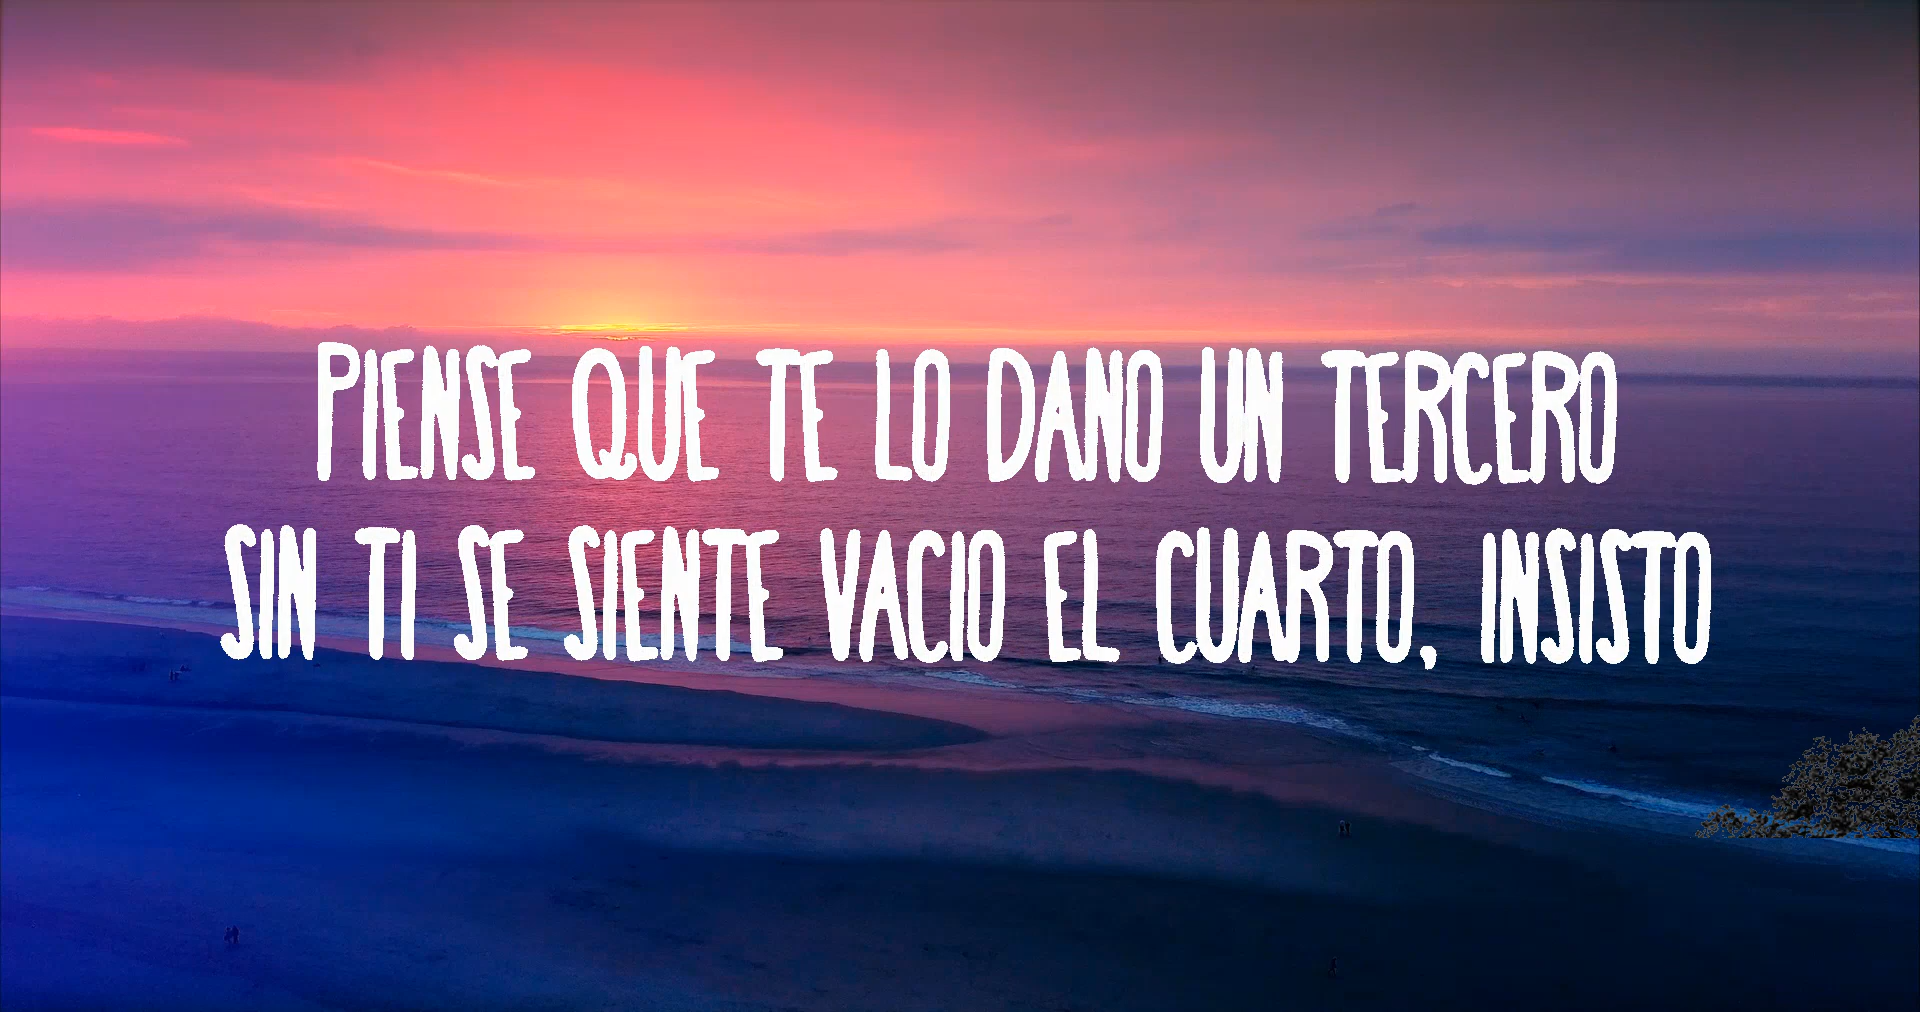 PIENSE QUE TE LO DANO UN TERCERO
SIN TI SE SIENTE VACIO EL CUARTO, INSISTO